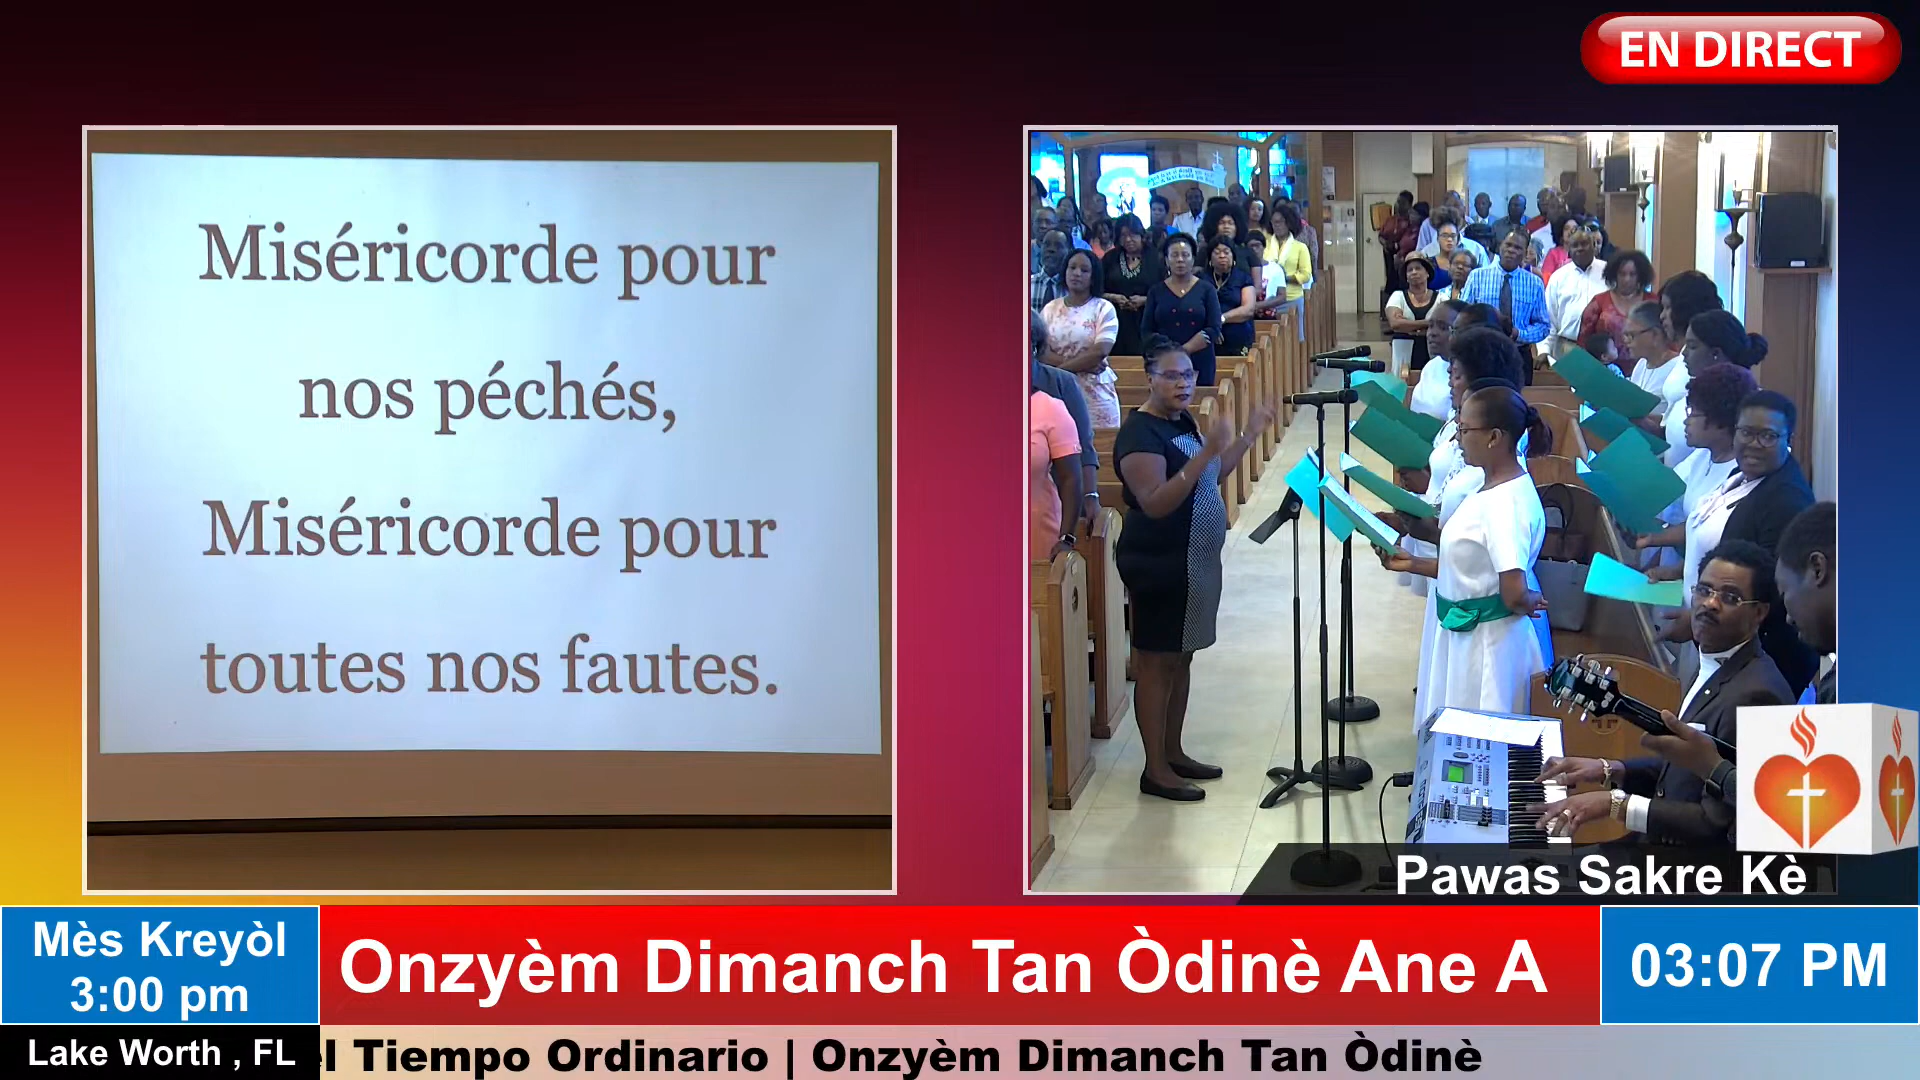 EN DIRECT
Miséricorde pour
nos péchés,
Miséricorde pour
toutes nos fautes.
Pawas Sakre Kè
Mès Kreyòl
3:00 pm
Onzyèm Dimanch Tan Òdinè Ane A
03:07 PM
Lake Worth , FL
el Tiempo Ordinario | Onzyèm Dimanch Tan Òdinè